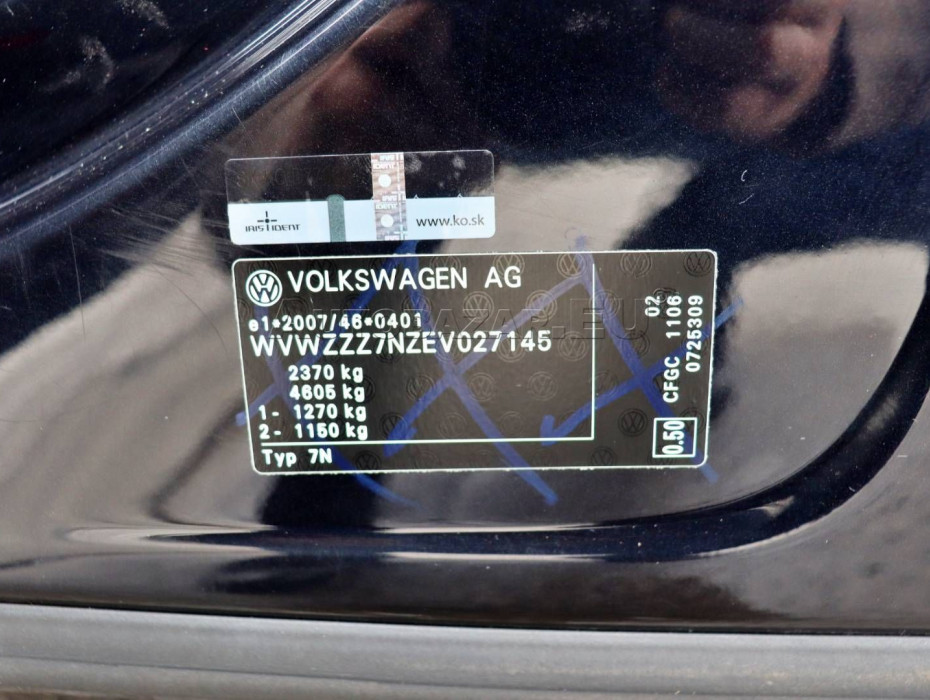 IRIS IDENT
www.ko.sk
VOLKSWAGEN AG
e1*2007/46*0401
WVWZZZ7NZEV027145
2370 kg
4605 kg
1- 1270 kg
2- 1150 kg
Typ 7N
02
CFGC 1106
0725309
0.50